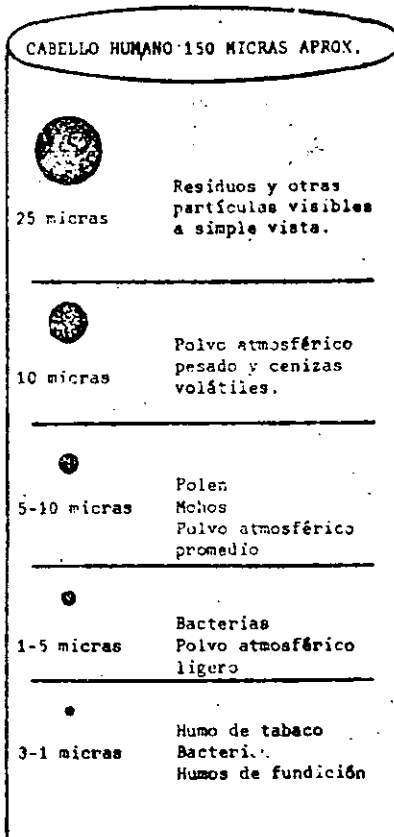 CABELLO HUMANO 150 MICRAS APROX.
25 micras
Residuos y otras
partículas visibles
a simple vista.
10 micras
Polvo atmosférico
pesado y cenizas
volátiles.
5-10 micras
Polen
Mohos
Polvo atmosférico
promedio
1-5 micras
Bacterias
Polvo atmosférico
ligero
3-1 micras
Humo de tabaco
Humos de fundición